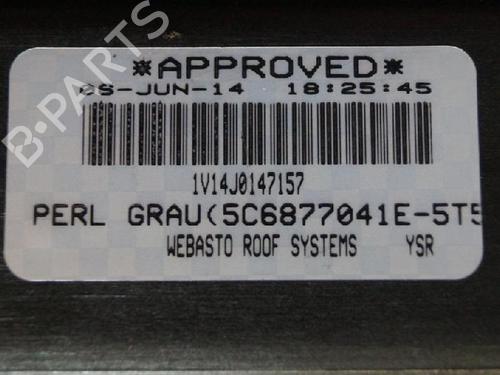 B-PARTS
*APPROVED*
-JUN-14 18:25:45
1V14J0147157
PERL GRAU(5C6877041E-5T5
WEBASTO ROOF SYSTEMS YSR